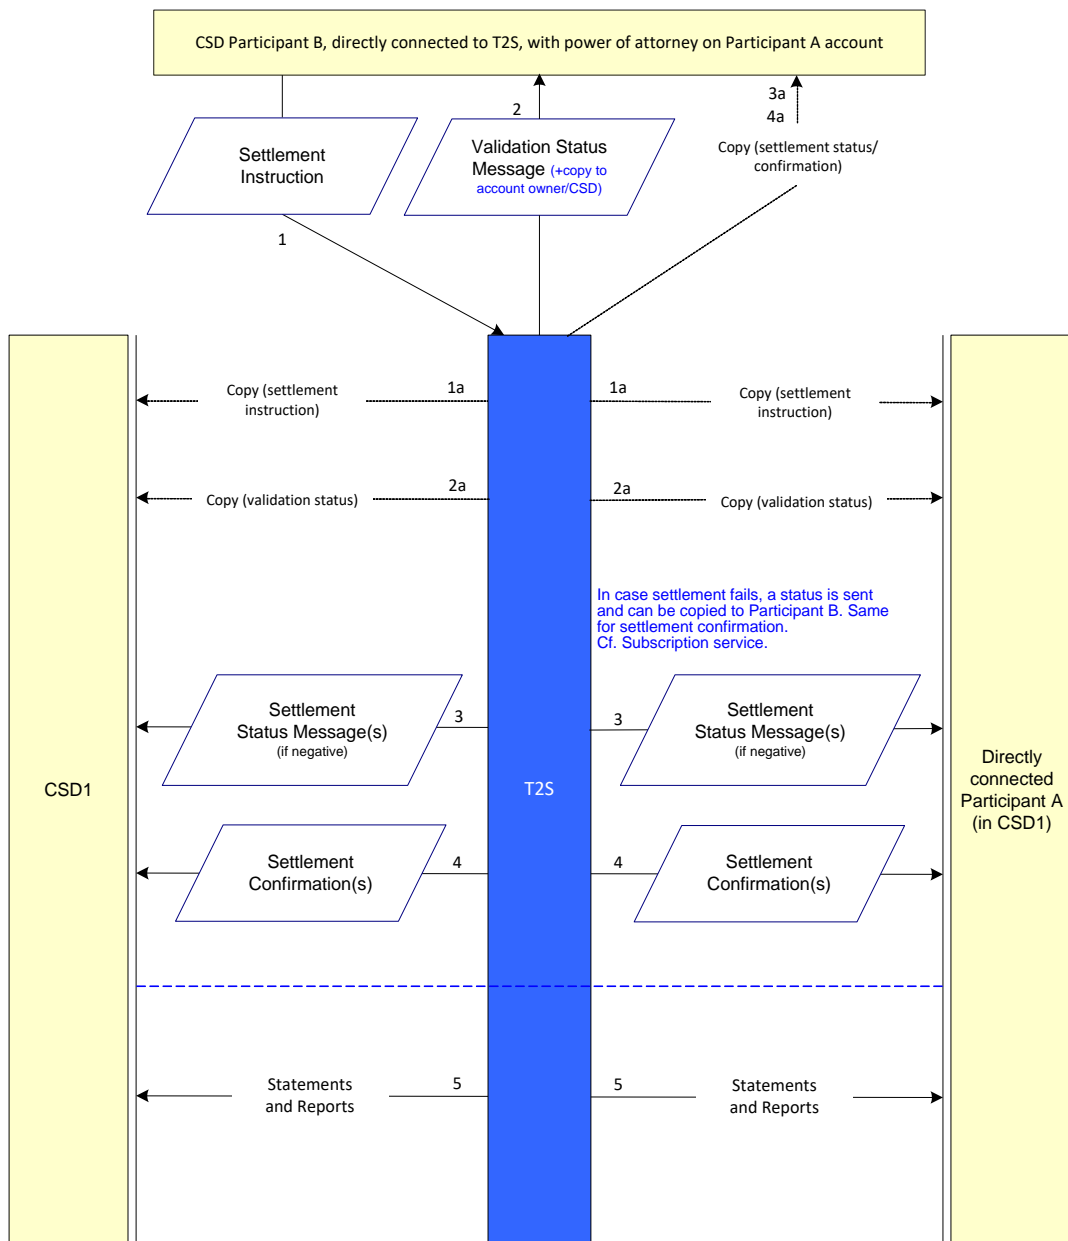 CSD Participant B, directly connected to T2S, with power of attorney on Participant A account
2
3a
4a
Settlement
Instruction
Validation Status
Message (+copy to
account owner/CSD)
Copy (settlement status/
confirmation)
1
Copy (settlement
instruction)
1a
1a
Copy (settlement
instruction)
Copy (validation status)
2a
2a
Copy (validation status)
In case settlement fails, a status is sent
and can be copied to Participant B. Same
for settlement confirmation.
Cf. Subscription service.
Settlement
Status Message(s)
(if negative)
3
3
Settlement
Status Message(s)
(if negative)
CSD1
T2S
Directly
connected
Participant A
(in CSD1)
Settlement
Confirmation(s)
4
4
Settlement
Confirmation(s)
Statements
and Reports
5
5
Statements
and Reports